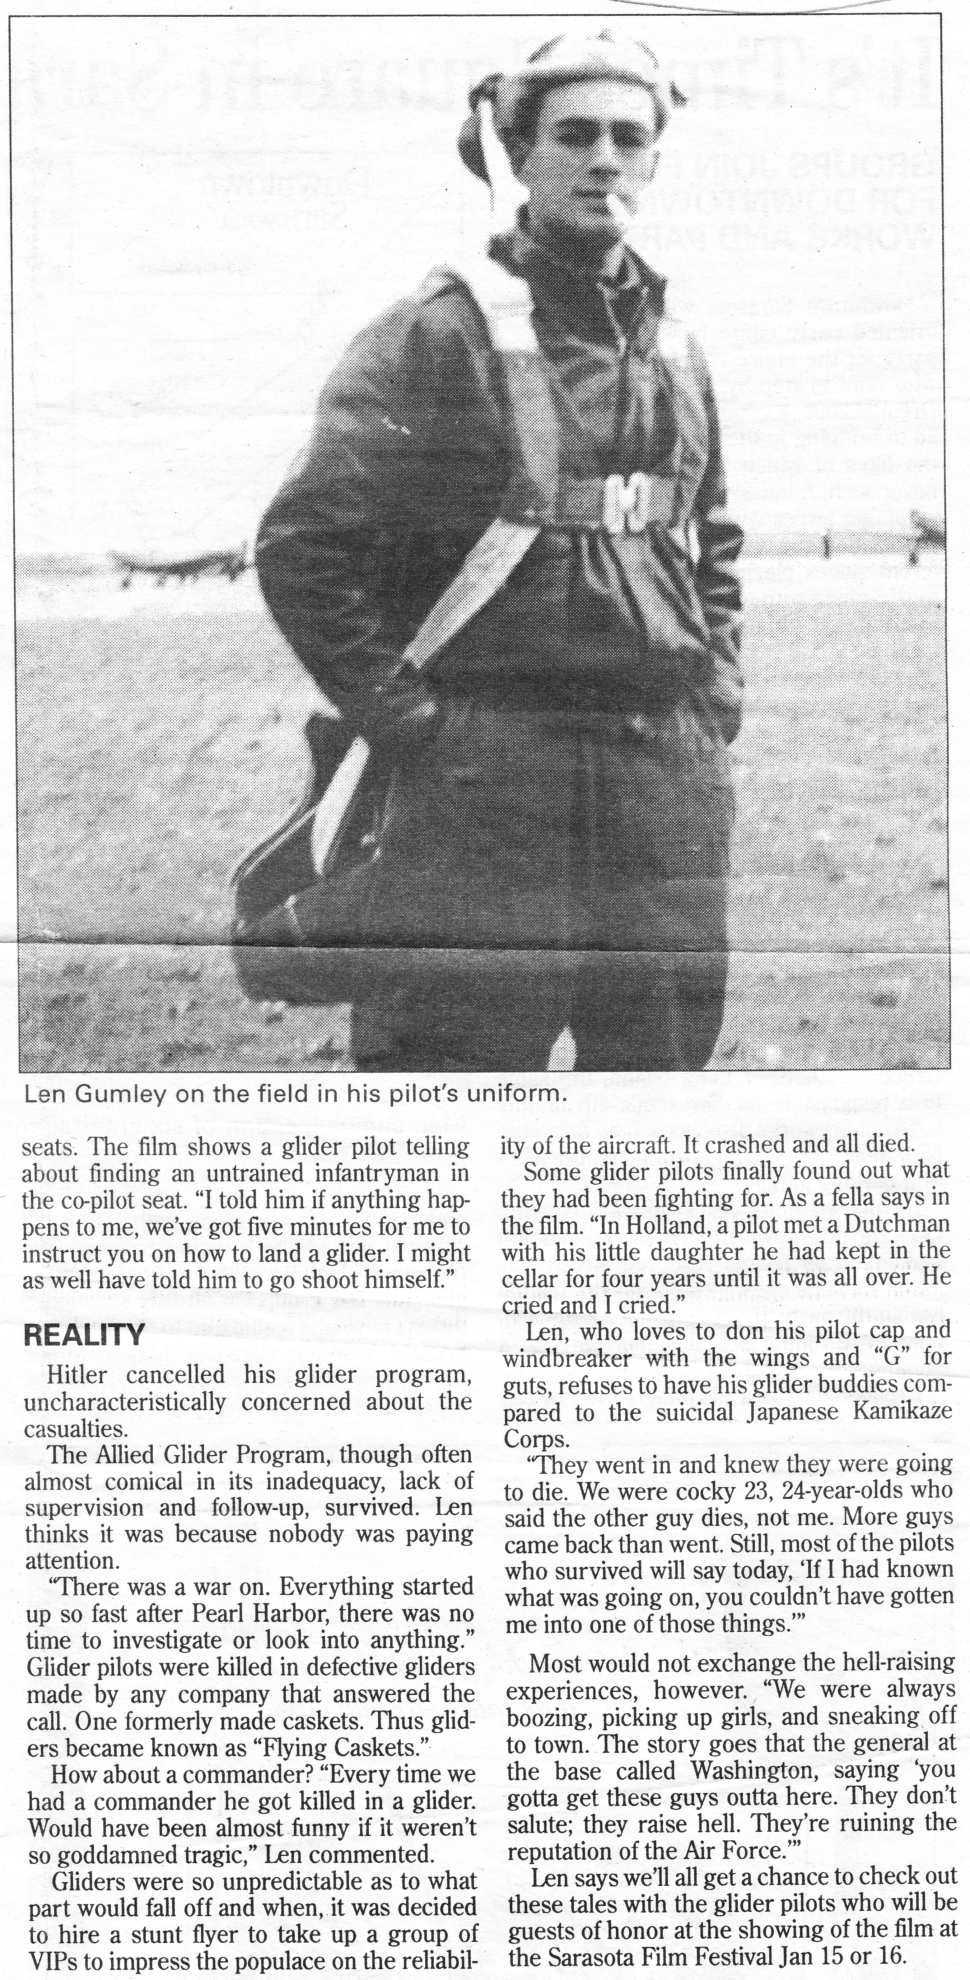 Len Gumley on the field in his pilot's uniform.
seats. The film shows a glider pilot telling
about finding an untrained infantryman in
the co-pilot seat. “I told him if anything hap-
pens to me, we've got five minutes for me to
instruct you on how to land a glider. I might
as well have told him to go shoot himself.”
REALITY
Hitler cancelled his glider program,
uncharacteristically concerned about the
casualties.
The Allied Glider Program, though often
almost comical in its inadequacy, lack of
supervision and follow-up, survived. Len
thinks it was because nobody was paying
attention.
“There was a war on. Everything started
up so fast after Pearl Harbor, there was no
time to investigate or look into anything.”
Glider pilots were killed in defective gliders
made by any company that answered the
call. One formerly made caskets. Thus glid-
ers became known as “Flying Caskets.”
How about a commander? “Every time we
had a commander he got killed in a glider.
Would have been almost funny if it weren't
so goddamned tragic,” Len commented.
Gliders were so unpredictable as to what
part would fall off and when, it was decided
to hire a stunt flyer to take up a group of
VIPs to impress the populace on the reliabil-
ity of the aircraft. It crashed and all died.
Some glider pilots finally found out what
they had been fighting for. As a fella says in
the film. “In Holland, a pilot met a Dutchman
with his little daughter he had kept in the
cellar for four years until it was all over. He
cried and I cried.”
Len, who loves to don his pilot cap and
windbreaker with the wings and “G” for
guts, refuses to have his glider buddies com-
pared to the suicidal Japanese Kamikaze
Corps.
“They went in and knew they were going
to die. We were cocky 23, 24-year-olds who
said the other guy dies, not me. More guys
came back than went. Still, most of the pilots
who survived will say today, ‘If I had known
what was going on, you couldn't have gotten
me into one of those things.’”
Most would not exchange the hell-raising
experiences, however. “We were always
boozing, picking up girls, and sneaking off
to town. The story goes that the general at
the base called Washington, saying ‘you
gotta get these guys outta here. They don't
salute; they raise hell. They're ruining the
reputation of the Air Force.’”
Len says we'll all get a chance to check out
these tales with the glider pilots who will be
guests of honor at the showing of the film at
the Sarasota Film Festival Jan 15 or 16.